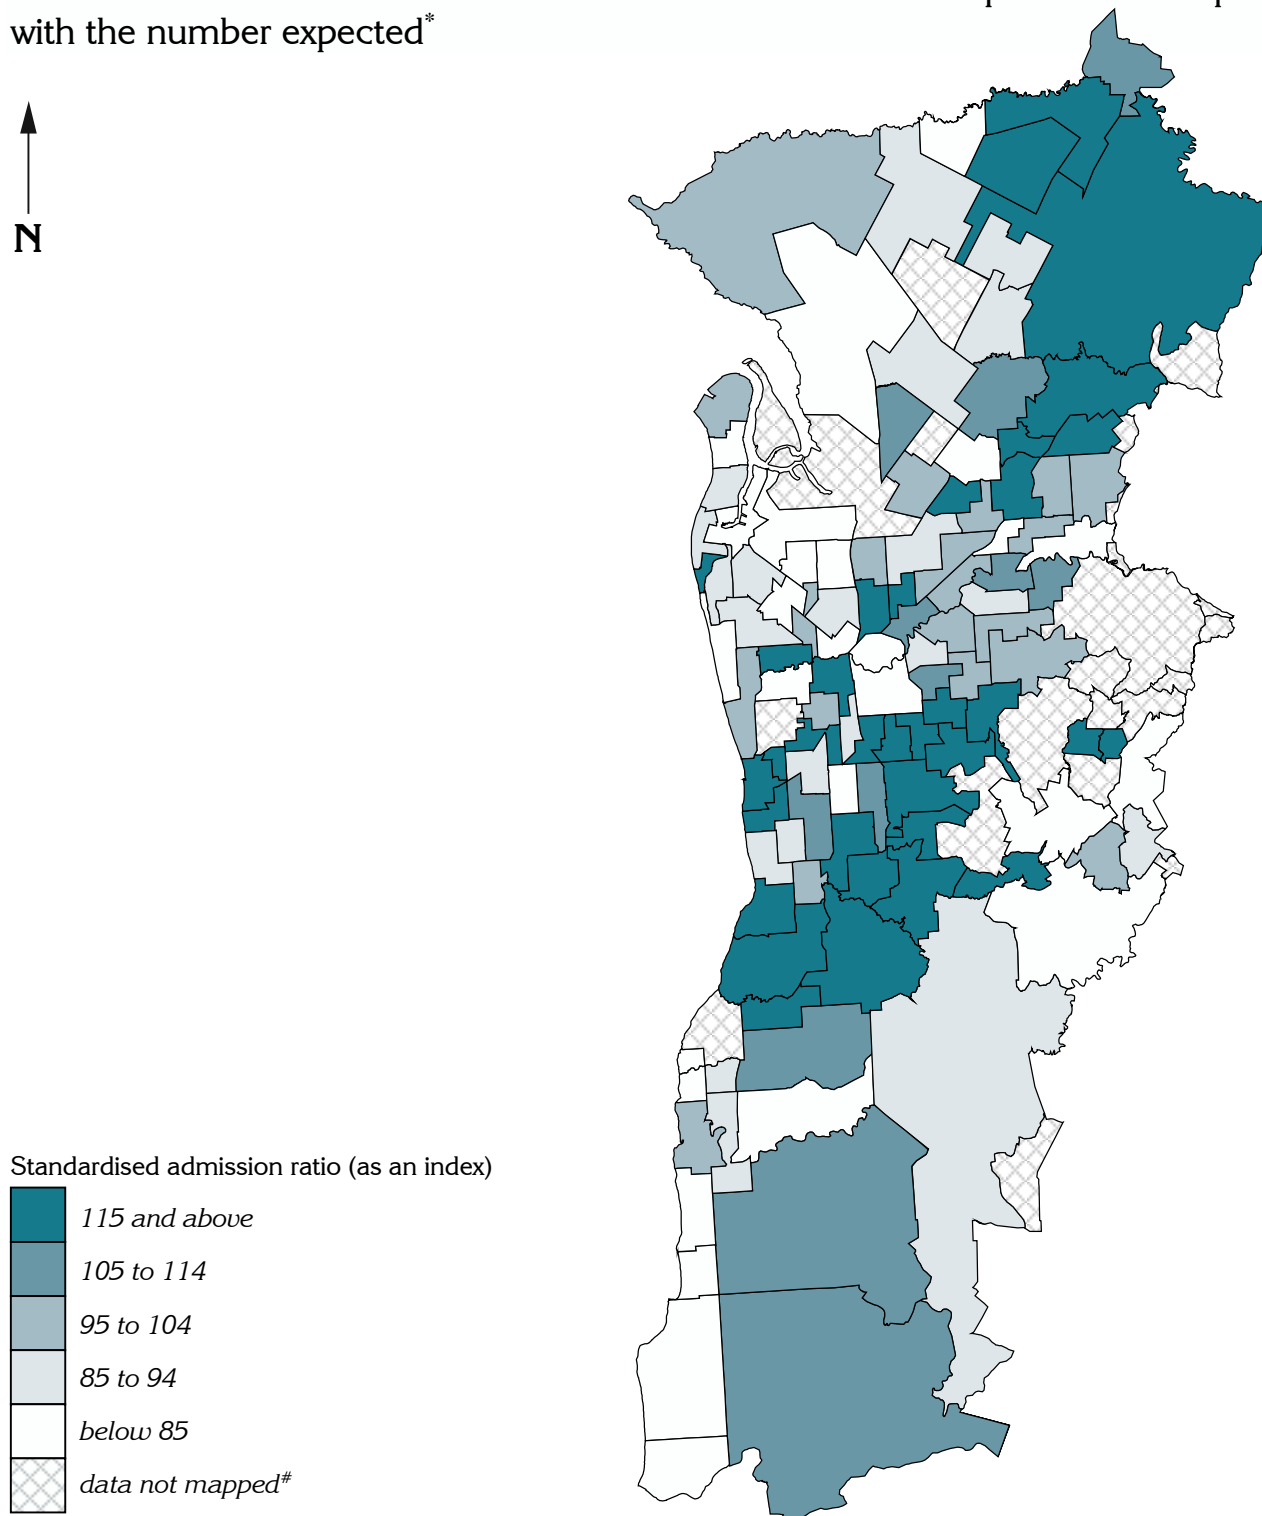 with the number expected*
N
Standardised admission ratio (as an index)
115 and above
105 to 114
95 to 104
85 to 94
below 85
data not mapped#